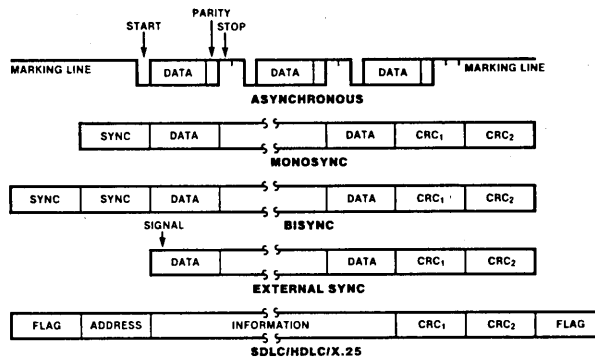 PARITY
START STOP
MARKING LINE DATA DATA DATA MARKING LINE
ASYNCHRONOUS
SYNC DATA DATA CRC₁ CRC₂
MONOSYNC
SYNC SYNC DATA DATA CRC₁ CRC₂
BISYNC
SIGNAL
DATA DATA CRC₁ CRC₂
EXTERNAL SYNC
FLAG ADDRESS INFORMATION CRC₁ CRC₂ FLAG
SDLC/HDLC/X.25